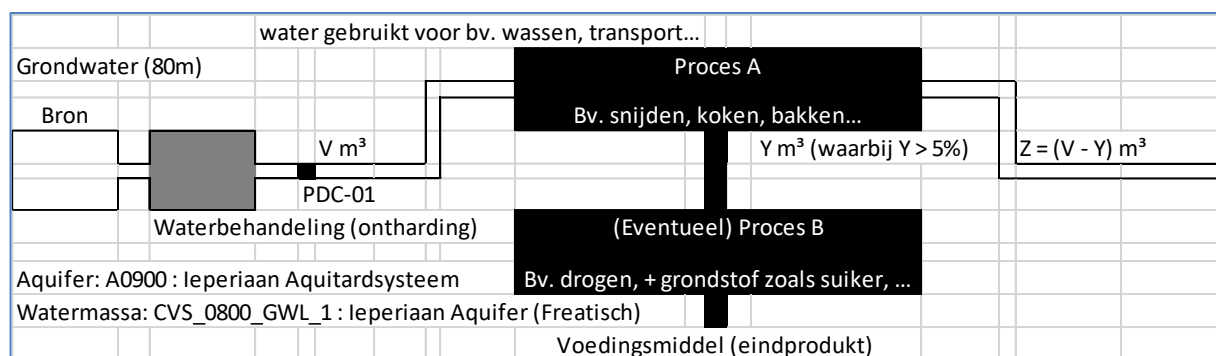 water gebruikt voor bv. wassen, transport...
Grondwater (80m)
Proces A
Bron
Bv. snijden, koken, bakken...
V m³
Y m³ (waarbij Y > 5%)
Z = (V - Y) m³
PDC-01
Waterbehandeling (ontharding)
(Eventueel) Proces B
Aquifer: A0900 : Ieperiaan Aquitardsysteem
Bv. drogen, + grondstof zoals suiker, ...
Watermassa: CVS_0800_GWL_1 : Ieperiaan Aquifer (Freatisch)
Voedingsmiddel (eindprodukt)